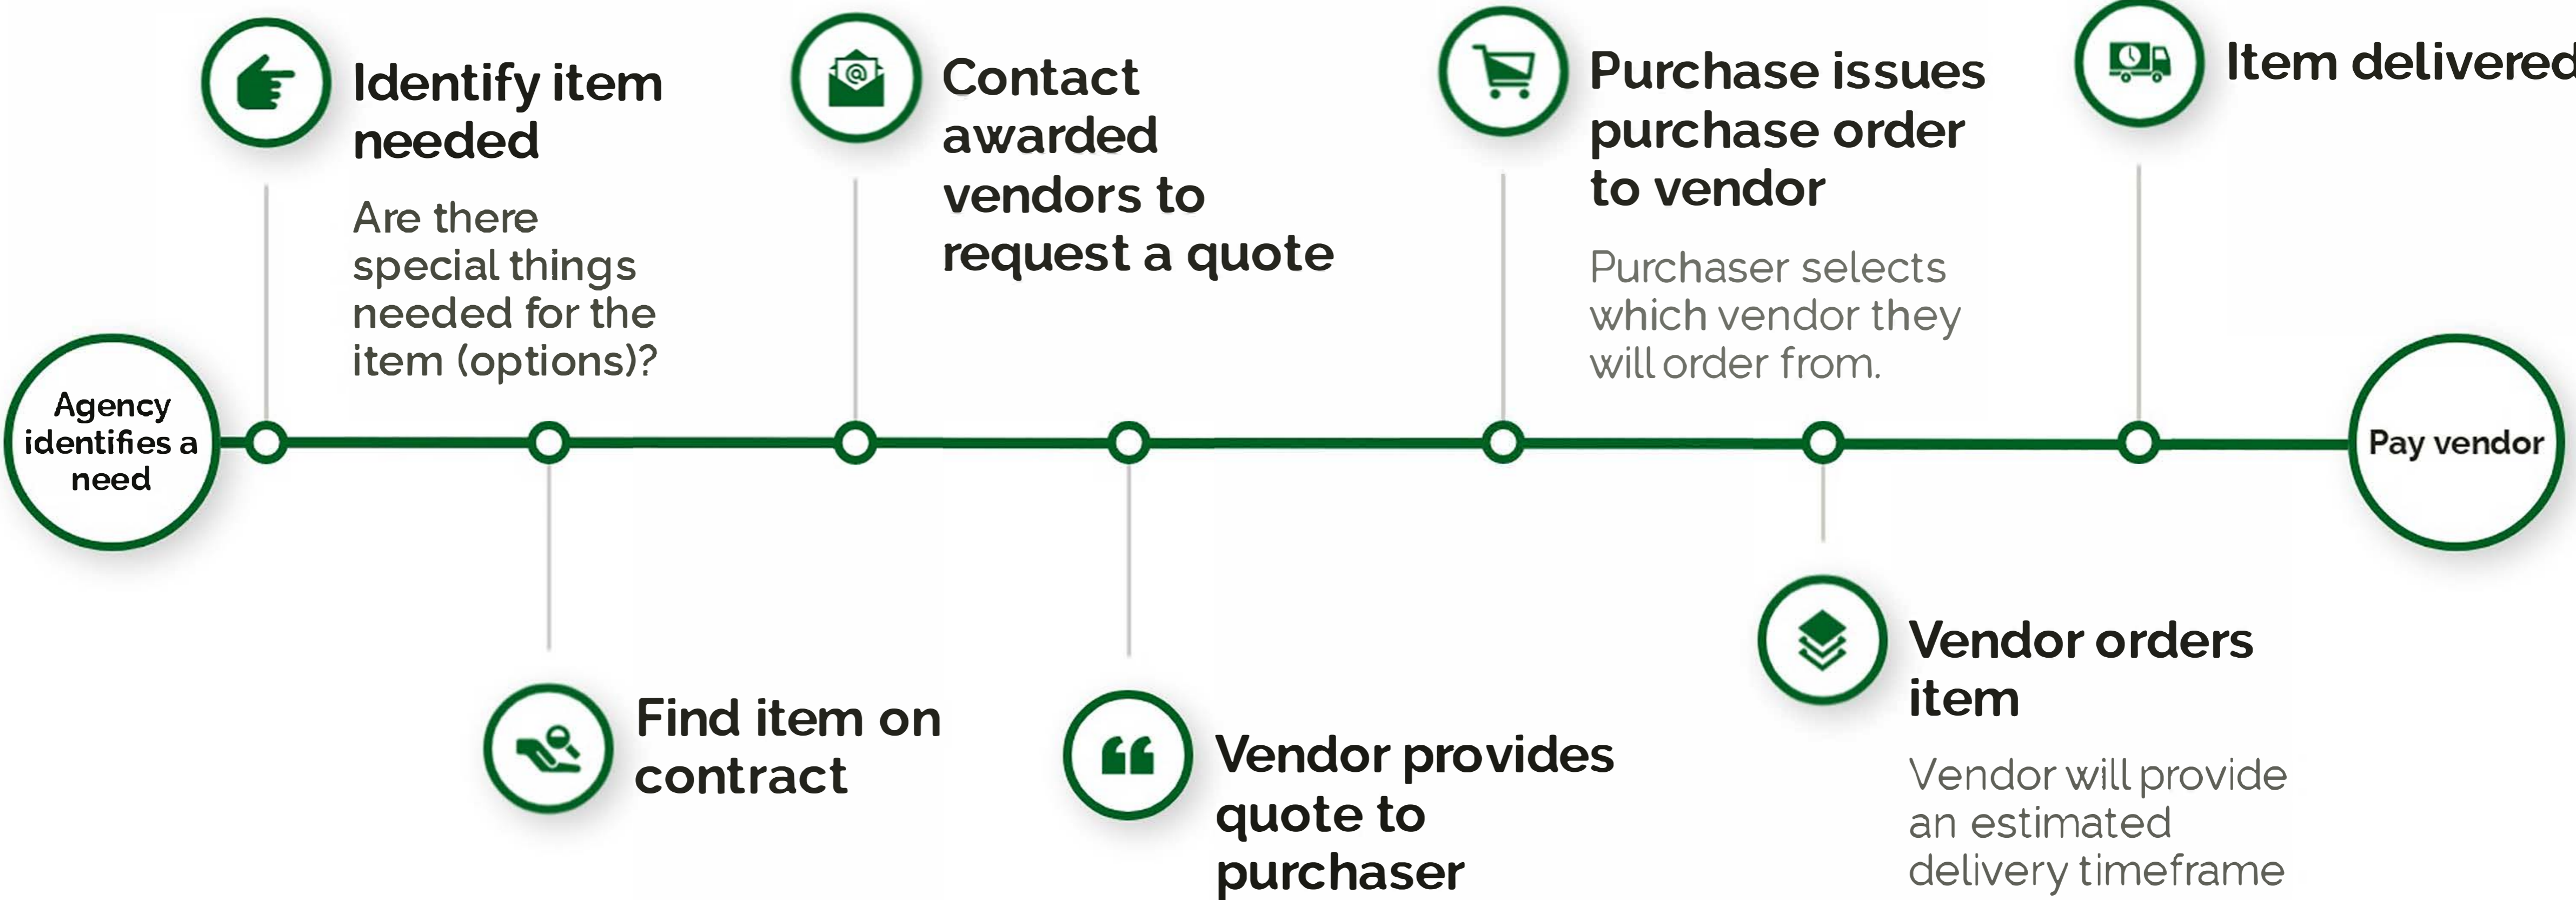 Agency
identifies a
need
Identify item
needed
Are there
special things
needed for the
item (options)?
Find item on
contract
Contact
awarded
vendors to
request a quote
Vendor provides
quote to
purchaser
Purchase issues
purchase order
to vendor
Purchaser selects
which vendor they
will order from.
Vendor orders
item
Vendor will provide
an estimated
delivery timeframe
Item delivered
Pay vendor